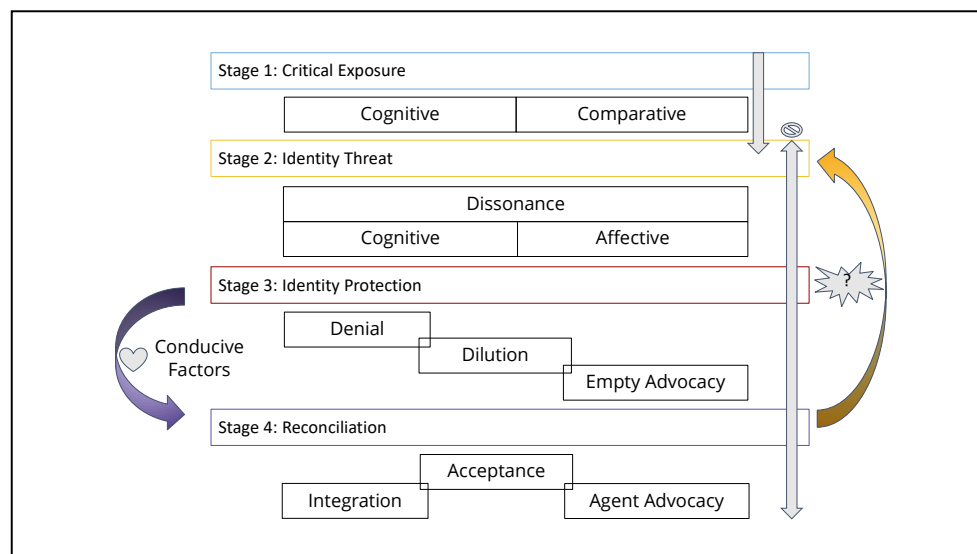 Stage 1: Critical Exposure
Cognitive
Comparative
Stage 2: Identity Threat
Dissonance
Cognitive
Affective
Stage 3: Identity Protection
?
Denial
Dilution
Empty Advocacy
Conducive
Factors
Stage 4: Reconciliation
Acceptance
Integration
Agent Advocacy